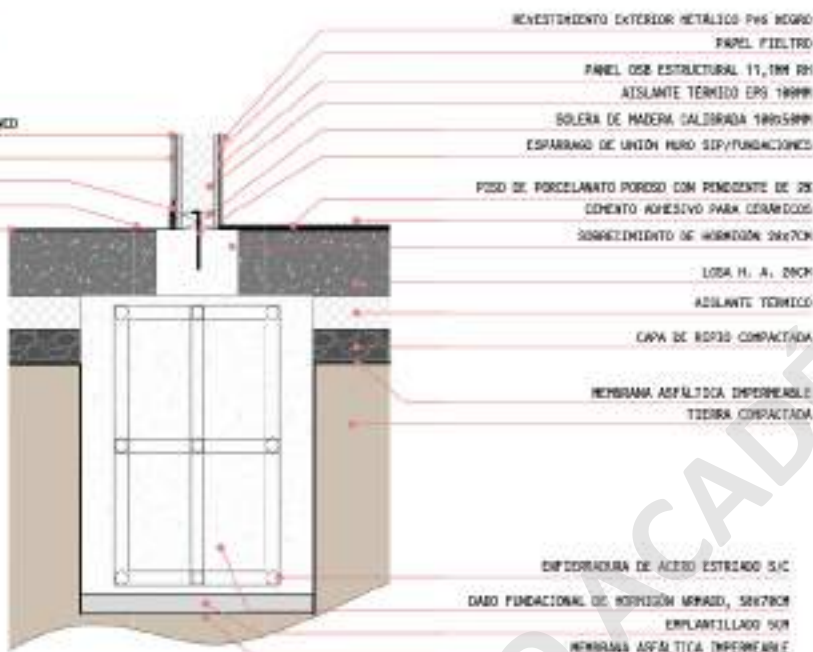 REVESTIMIENTO EXTERIOR METÁLICO PV6 NEGRO
PAPEL FIELTRO
PANEL OSB ESTRUCTURAL 11,1MM RH
AISLANTE TÉRMICO EPS 100MM
SOLERA DE MADERA CALIBRADA 100x50MM
ESPÁRRAGO DE UNIÓN MURO SIP/FUNDACIONES
PISO DE PORCELANATO POROSO CON PENDIENTE DE 2%
CEMENTO ADHESIVO PARA CERÁMICOS
SOBRECIMIENTO DE HORMIGÓN 20x7CM
LOSA H. A. 20CM
AISLANTE TÉRMICO
CAPA DE RIPIO COMPACTADA
MEMBRANA ASFÁLTICA IMPERMEABLE
TIERRA COMPACTADA
ENFIERRADURA DE ACERO ESTRIADO S/C
DADO FUNDACIONAL DE HORMIGÓN ARMADO, 50x70CM
EMPLANTILLADO 5CM
MEMBRANA ASFÁLTICA IMPERMEABLE
ACADÉ